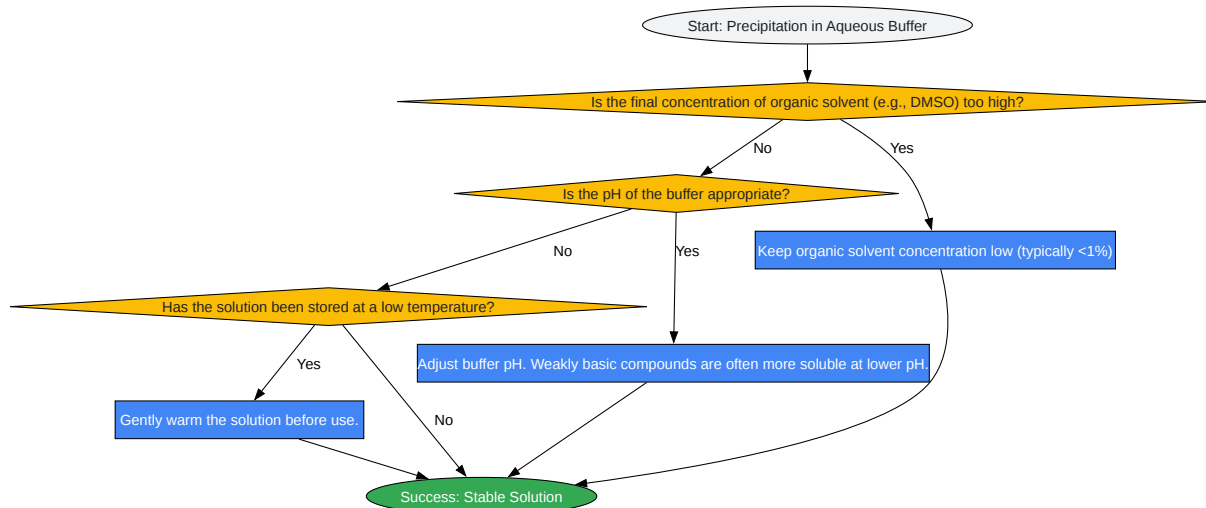 Start: Precipitation in Aqueous Buffer
Is the final concentration of organic solvent (e.g., DMSO) too high?
No
Yes
Is the pH of the buffer appropriate?
No
Yes
Keep organic solvent concentration low (typically <1%)
Has the solution been stored at a low temperature?
Yes
No
Adjust buffer pH. Weakly basic compounds are often more soluble at lower pH.
Gently warm the solution before use.
Success: Stable Solution